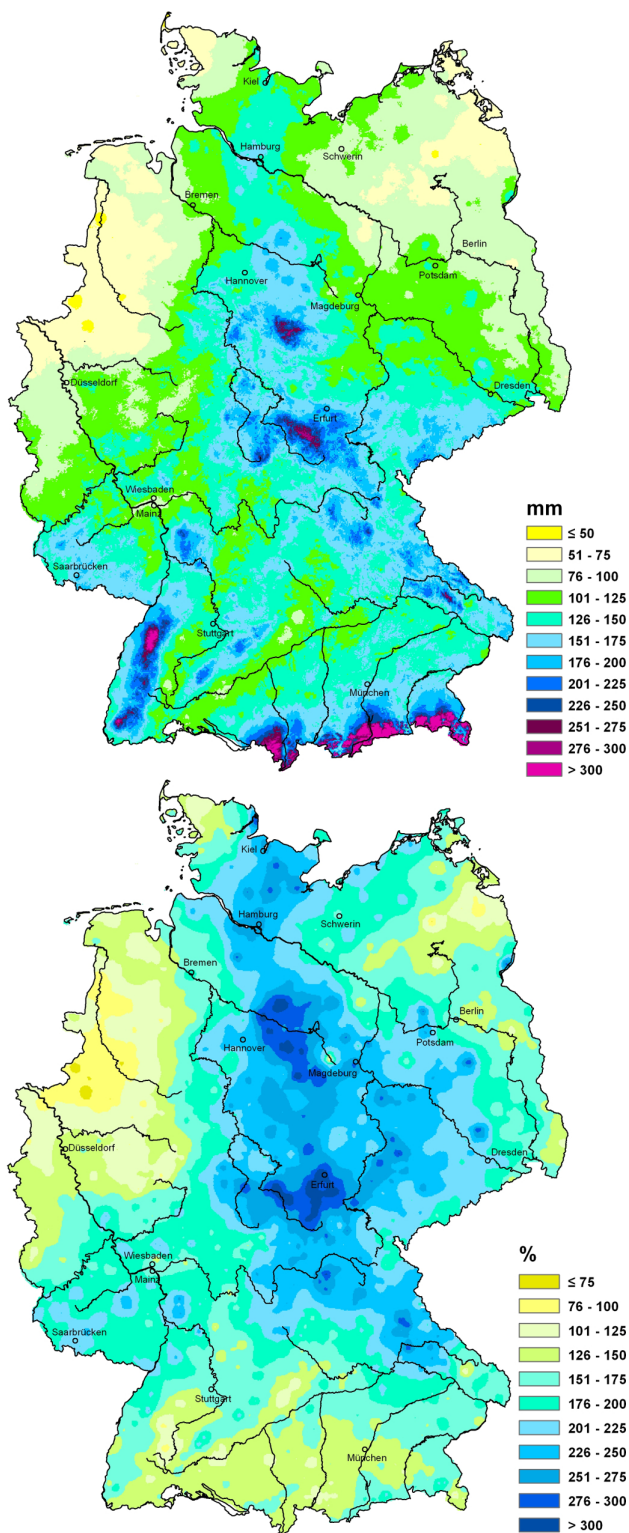 Kiel
Hamburg
Schwerin
Bremen
Berlin
Hannover
Potsdam
Magdeburg
Düsseldorf
Dresden
Erfurt
Wiesbaden
Mainz
Saarbrücken
Stuttgart
München
mm
≤ 50
51 - 75
76 - 100
101 - 125
126 - 150
151 - 175
176 - 200
201 - 225
226 - 250
251 - 275
276 - 300
> 300
Kiel
Hamburg
Schwerin
Bremen
Berlin
Potsdam
Hannover
Magdeburg
Düsseldorf
Dresden
Erfurt
Wiesbaden
Mainz
Saarbrücken
Stuttgart
München
%
≤ 75
76 - 100
101 - 125
126 - 150
151 - 175
176 - 200
201 - 225
226 - 250
251 - 275
276 - 300
> 300